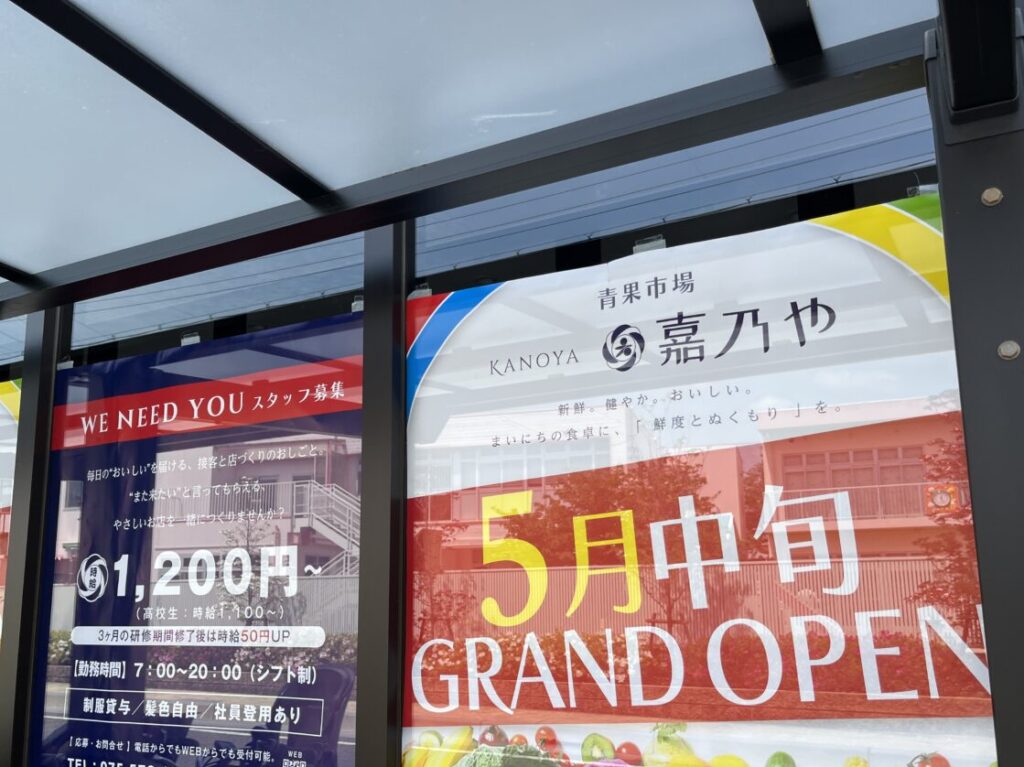 WE NEED YOU スタッフ募集
毎日の“おいしい”を届ける、接客と店づくりのおしごと。
“また来たい”と言ってもらえる、
やさしいお店を一緒につくりませんか？
時給 1,200円~
（高校生：時給1,100〜）
3ヶ月の研修期間修了後は時給50円UP
【勤務時間】7：00〜20：00（シフト制）
制服貸与／髪色自由／社員登用あり
【応募・お問合せ】電話からでもWEBからでも受付可能。
WEB
TEL：075-
青果市場
KANOYA 嘉乃や
新鮮。健やか。おいしい。
まいにちの食卓に、「 鮮度とぬくもり 」を。
5月中旬
GRAND OPEN